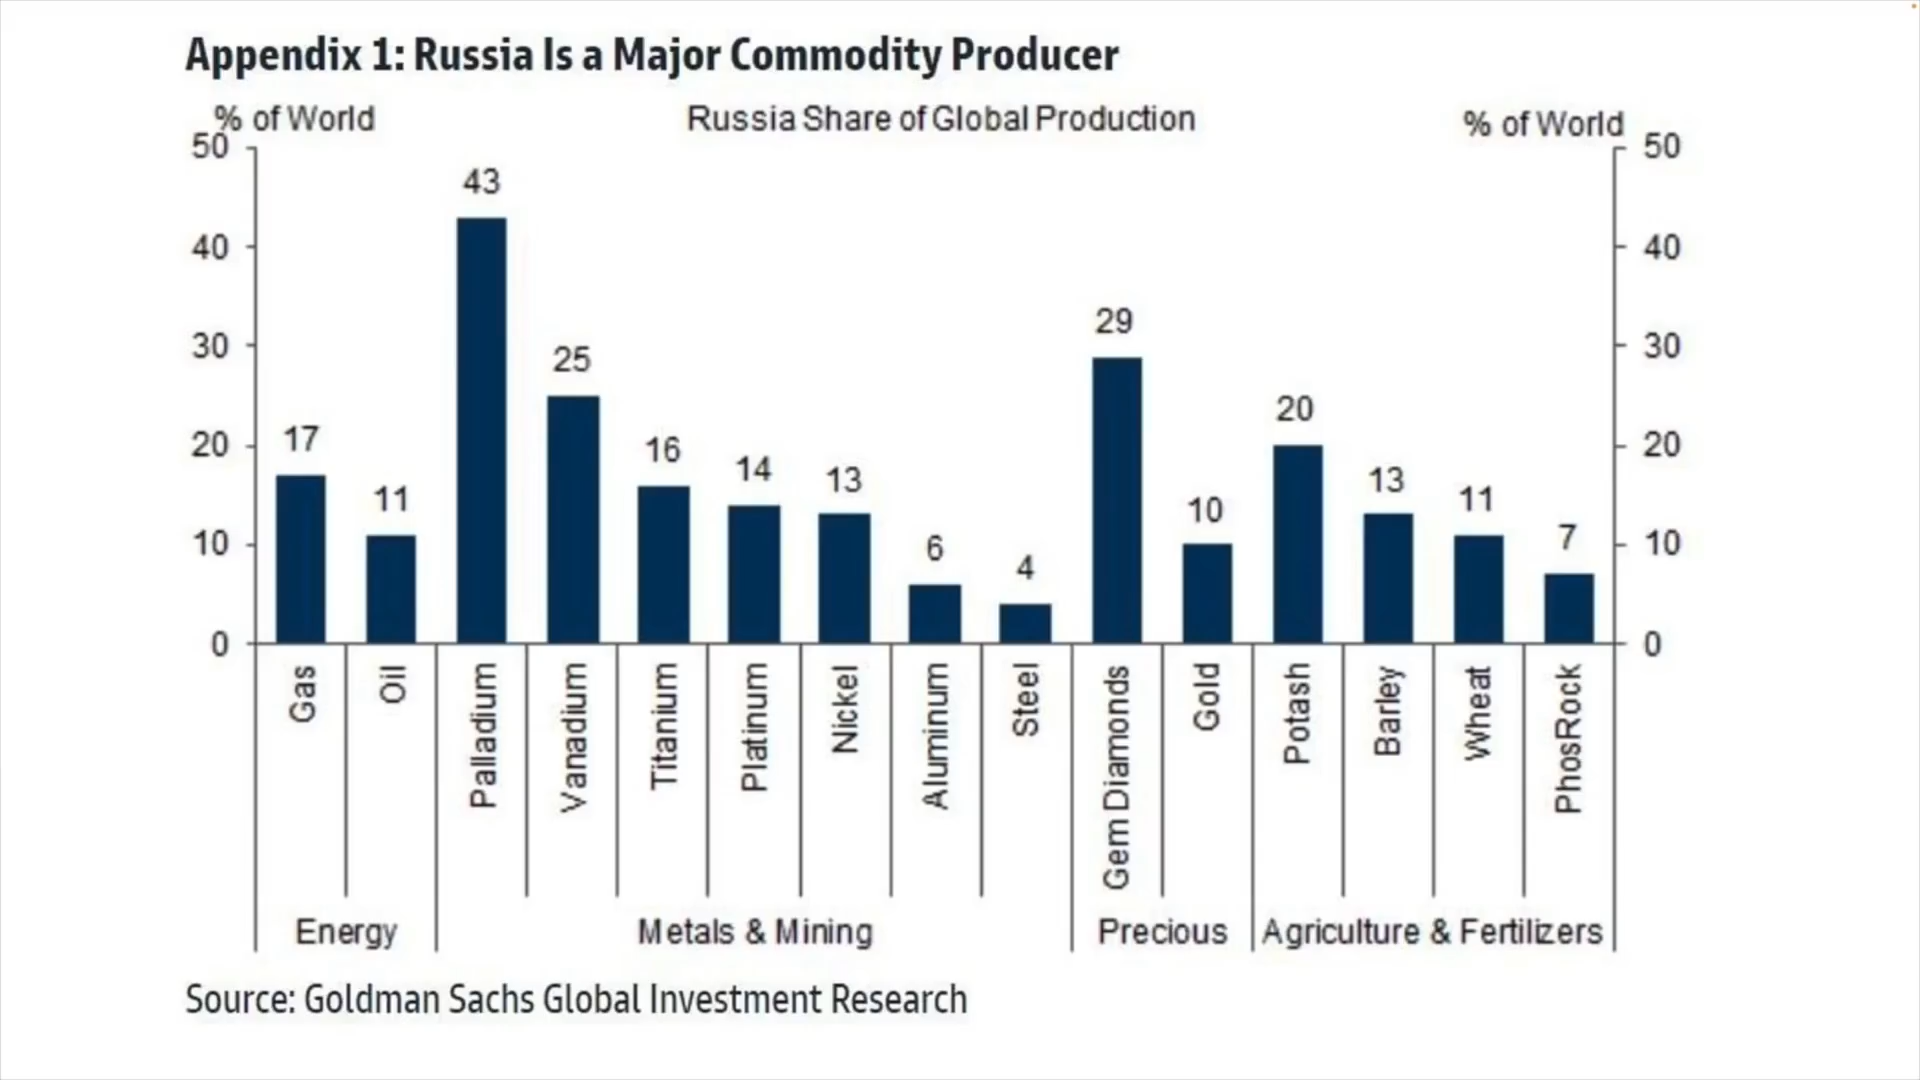 Appendix 1: Russia Is a Major Commodity Producer
% of World
Russia Share of Global Production
% of World
50
50
43
40
40
29
30
30
25
20
20
20
17
16
14
13
13
11
11
10
10
10
7
6
4
0
0
Gas
Oil
Palladium
Vanadium
Titanium
Platinum
Nickel
Aluminum
Steel
Gem Diamonds
Gold
Potash
Barley
Wheat
PhosRock
Energy
Metals & Mining
Precious
Agriculture & Fertilizers
Source: Goldman Sachs Global Investment Research